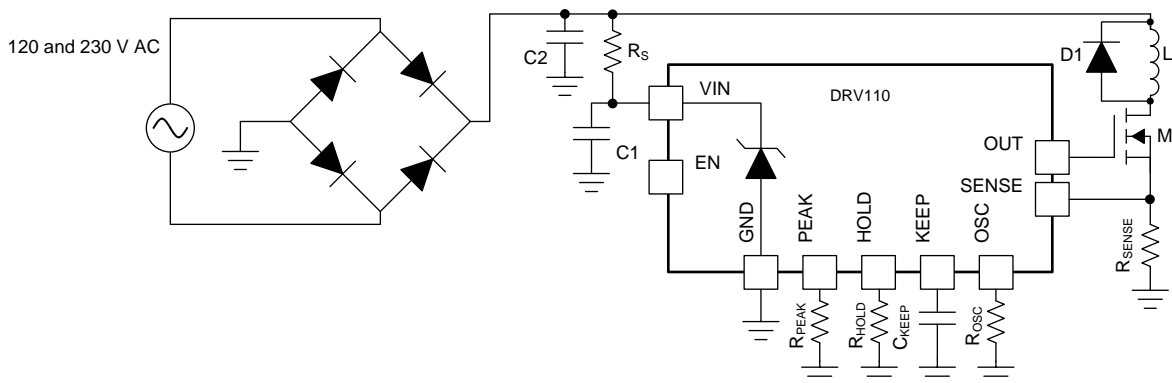 120 and 230 V AC
C2
RS
D1
L
VIN
DRV110
C1
EN
OUT
M
SENSE
GND
PEAK
HOLD
KEEP
OSC
RSENSE
RPEAK
RHOLD
CKEEP
ROSC